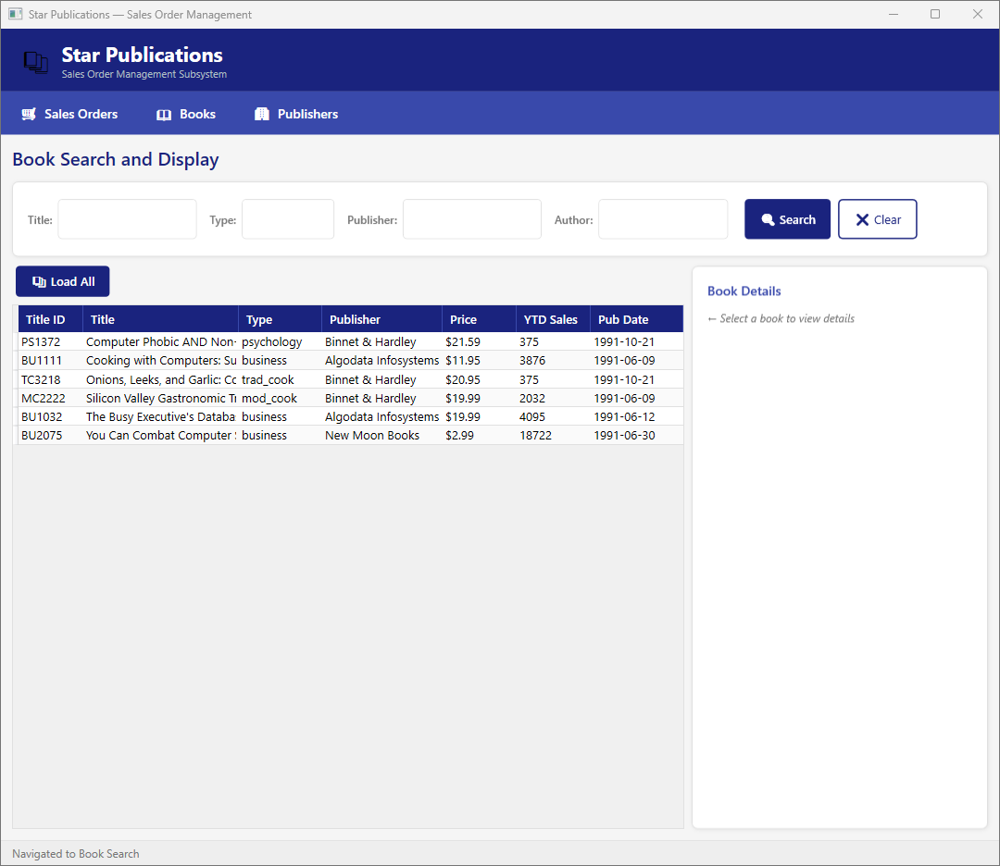 Star Publications — Sales Order Management
Star Publications
Sales Order Management Subsystem
Sales Orders Books Publishers
Book Search and Display
Title: Type: Publisher: Author: Search Clear
Load All
Title ID Title Type Publisher Price YTD Sales Pub Date
PS1372 Computer Phobic AND Non- psychology Binnet & Hardley $21.59 375 1991-10-21
BU1111 Cooking with Computers: Su business Algodata Infosystems $11.95 3876 1991-06-09
TC3218 Onions, Leeks, and Garlic: Co trad_cook Binnet & Hardley $20.95 375 1991-10-21
MC2222 Silicon Valley Gastronomic Tr mod_cook Binnet & Hardley $19.99 2032 1991-06-09
BU1032 The Busy Executive's Databa business Algodata Infosystems $19.99 4095 1991-06-12
BU2075 You Can Combat Computer business New Moon Books $2.99 18722 1991-06-30
Book Details
← Select a book to view details
Navigated to Book Search